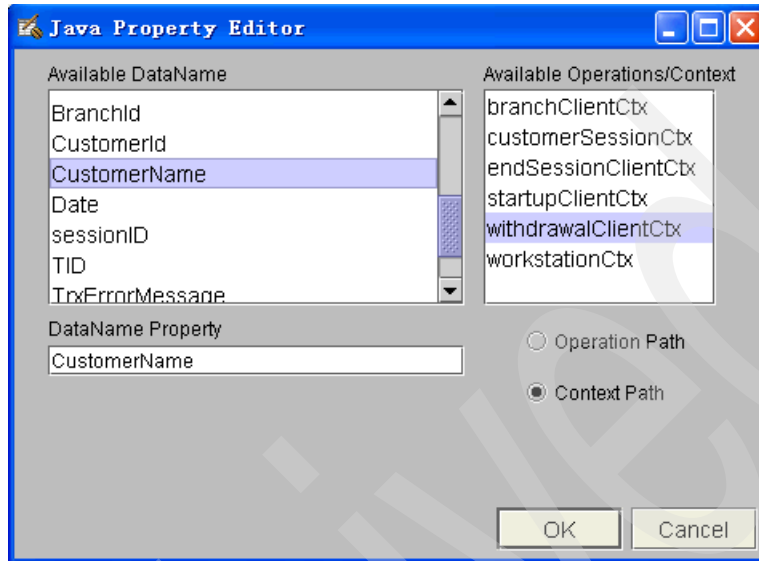 Java Property Editor
Available DataName
BranchId
CustomerId
CustomerName
Date
sessionID
TID
TrxErrorMessage
DataName Property
CustomerName
Available Operations/Context
branchClientCtx
customerSessionCtx
endSessionClientCtx
startupClientCtx
withdrawalClientCtx
workstationCtx
Operation Path
Context Path
OK
Cancel